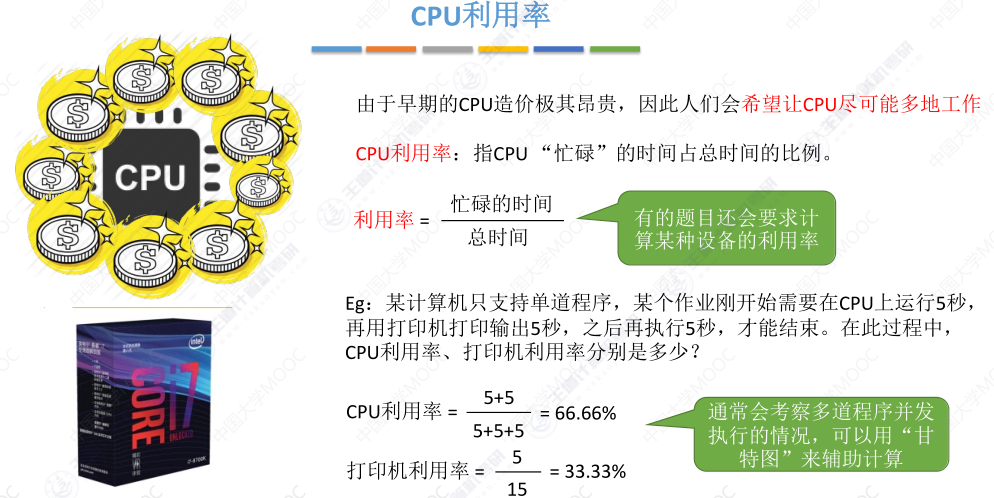 CPU利用率
由于早期的CPU造价极其昂贵，因此人们会希望让CPU尽可能多地工作
CPU利用率：指CPU “忙碌”的时间占总时间的比例。
利用率 = 忙碌的时间
总时间
有的题目还会要求计
算某种设备的利用率
CPU
Eg：某计算机只支持单道程序，某个作业刚开始需要在CPU上运行5秒，
再用打印机打印输出5秒，之后再执行5秒，才能结束。在此过程中，
CPU利用率、打印机利用率分别是多少？
CPU利用率 = 5+5
5+5+5
= 66.66%
打印机利用率 = 5
15
= 33.33%
通常会考察多道程序并发
执行的情况，可以用“甘
特图”来辅助计算
intel
CORE i7
UNLOCKED
i7-8700K
中国大学MOOC